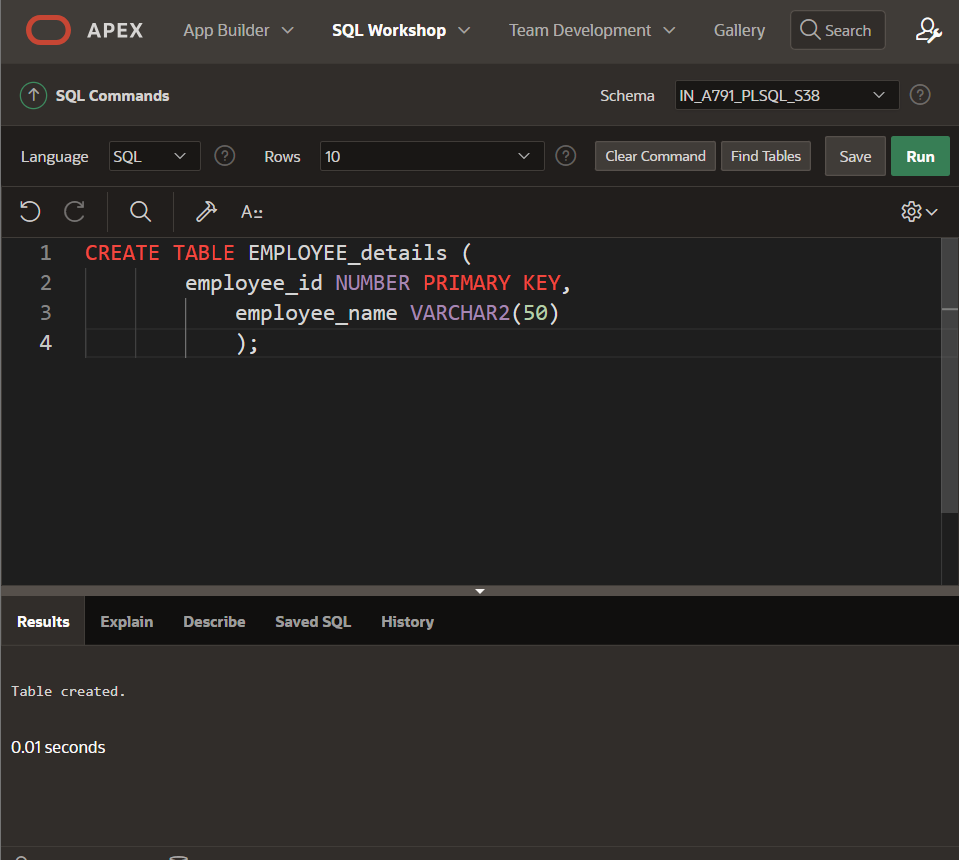 APEX App Builder SQL Workshop Team Development Gallery Search
SQL Commands Schema IN_A791_PLSQL_S38
Language SQL Rows 10 Clear Command Find Tables Save Run
A::
1 CREATE TABLE EMPLOYEE_details (
2 employee_id NUMBER PRIMARY KEY,
3 employee_name VARCHAR2(50)
4 );
Results Explain Describe Saved SQL History
Table created.
0.01 seconds